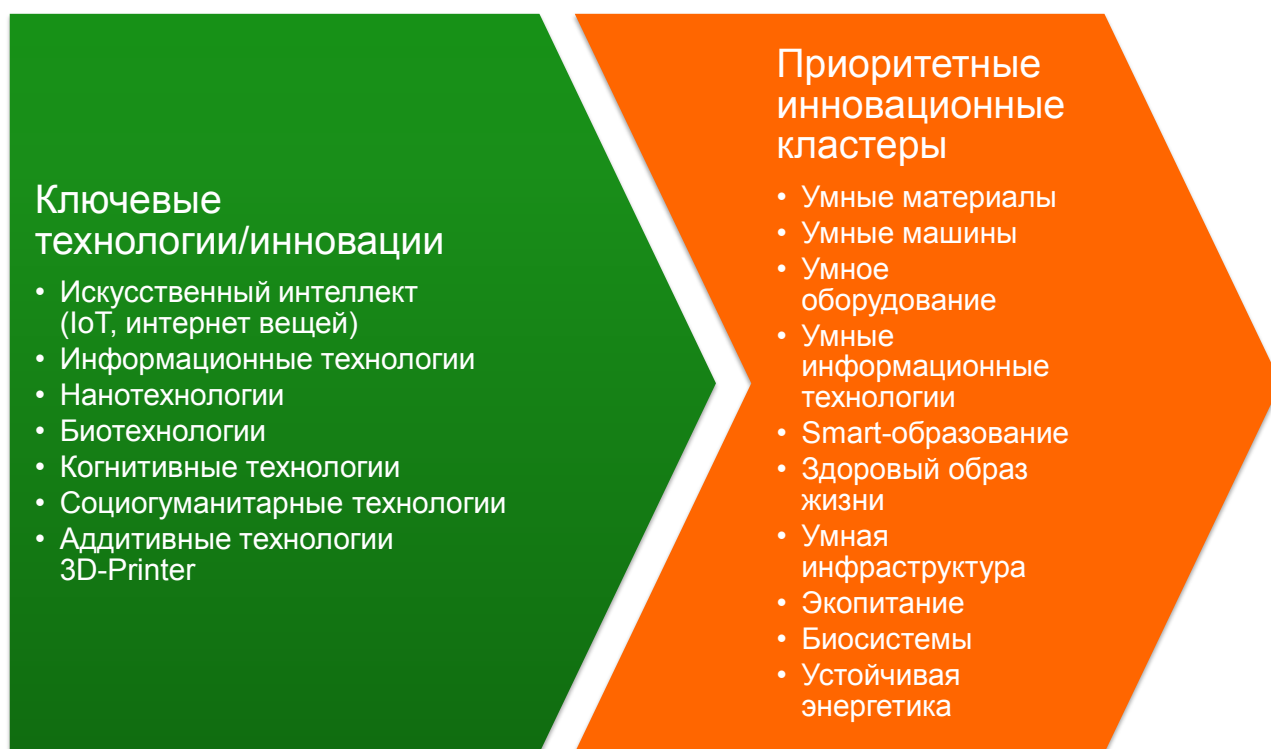 Ключевые
технологии/инновации
• Искусственный интеллект
(IoT, интернет вещей)
• Информационные технологии
• Нанотехнологии
• Биотехнологии
• Когнитивные технологии
• Социогуманитарные технологии
• Аддитивные технологии
3D-Printer
Приоритетные
инновационные
кластеры
• Умные материалы
• Умные машины
• Умное
оборудование
• Умные
информационные
технологии
• Smart-образование
• Здоровый образ
жизни
• Умная
инфраструктура
• Экопитание
• Биосистемы
• Устойчивая
энергетика